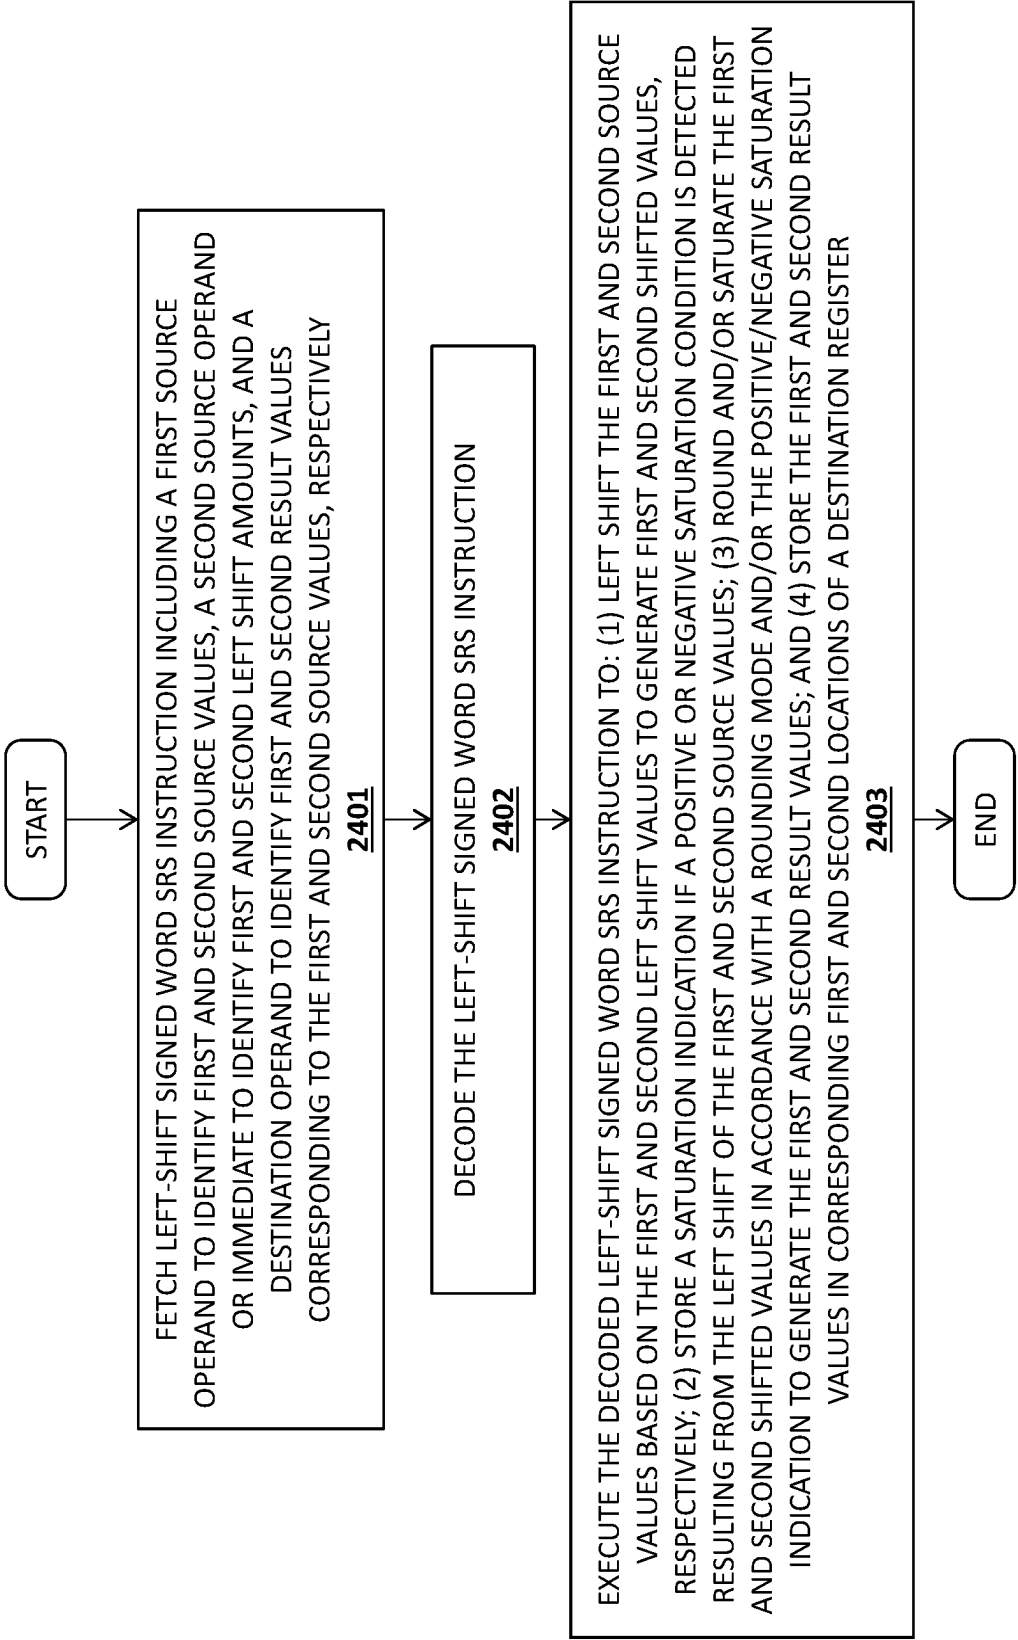 START
FETCH LEFT-SHIFT SIGNED WORD SRS INSTRUCTION INCLUDING A FIRST SOURCE
OPERAND TO IDENTIFY FIRST AND SECOND SOURCE VALUES, A SECOND SOURCE OPERAND
OR IMMEDIATE TO IDENTIFY FIRST AND SECOND LEFT SHIFT AMOUNTS, AND A
DESTINATION OPERAND TO IDENTIFY FIRST AND SECOND RESULT VALUES
CORRESPONDING TO THE FIRST AND SECOND SOURCE VALUES, RESPECTIVELY
2401
DECODE THE LEFT-SHIFT SIGNED WORD SRS INSTRUCTION
2402
EXECUTE THE DECODED LEFT-SHIFT SIGNED WORD SRS INSTRUCTION TO: (1) LEFT SHIFT THE FIRST AND SECOND SOURCE
VALUES BASED ON THE FIRST AND SECOND LEFT SHIFT VALUES TO GENERATE FIRST AND SECOND SHIFTED VALUES,
RESPECTIVELY; (2) STORE A SATURATION INDICATION IF A POSITIVE OR NEGATIVE SATURATION CONDITION IS DETECTED
RESULTING FROM THE LEFT SHIFT OF THE FIRST AND SECOND SOURCE VALUES; (3) ROUND AND/OR SATURATE THE FIRST
AND SECOND SHIFTED VALUES IN ACCORDANCE WITH A ROUNDING MODE AND/OR THE POSITIVE/NEGATIVE SATURATION
INDICATION TO GENERATE THE FIRST AND SECOND RESULT VALUES; AND (4) STORE THE FIRST AND SECOND RESULT
VALUES IN CORRESPONDING FIRST AND SECOND LOCATIONS OF A DESTINATION REGISTER
2403
END